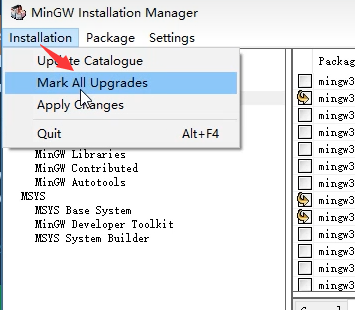 MinGW Installation Manager
Installation Package Settings
Update Catalogue
Mark All Upgrades
Apply Changes
Quit Alt+F4
MinGW Libraries
MinGW Contributed
MinGW Autotools
MSYS
MSYS Base System
MinGW Developer Toolkit
MSYS System Builder
Packag
mingw3
mingw3
mingw3
mingw3
mingw3
mingw3
mingw3
mingw3
mingw3
mingw3
mingw3